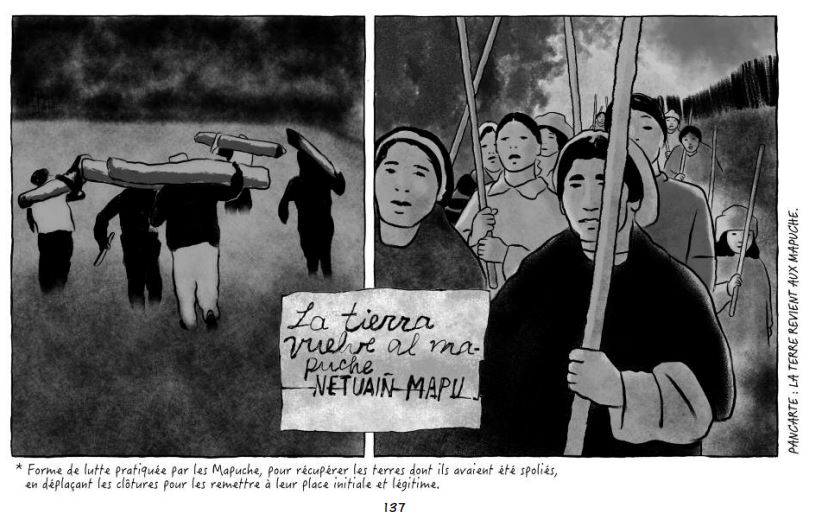 La tierra
vuelve al ma-
puche
NETUAIÑ MAPU.
PANCARTE : LA TERRE REVIENT AUX MAPUCHE.
* Forme de lutte pratiquée par les Mapuche, pour récupérer les terres dont ils avaient été spoliés,
en déplaçant les clôtures pour les remettre à leur place initiale et légitime.
137